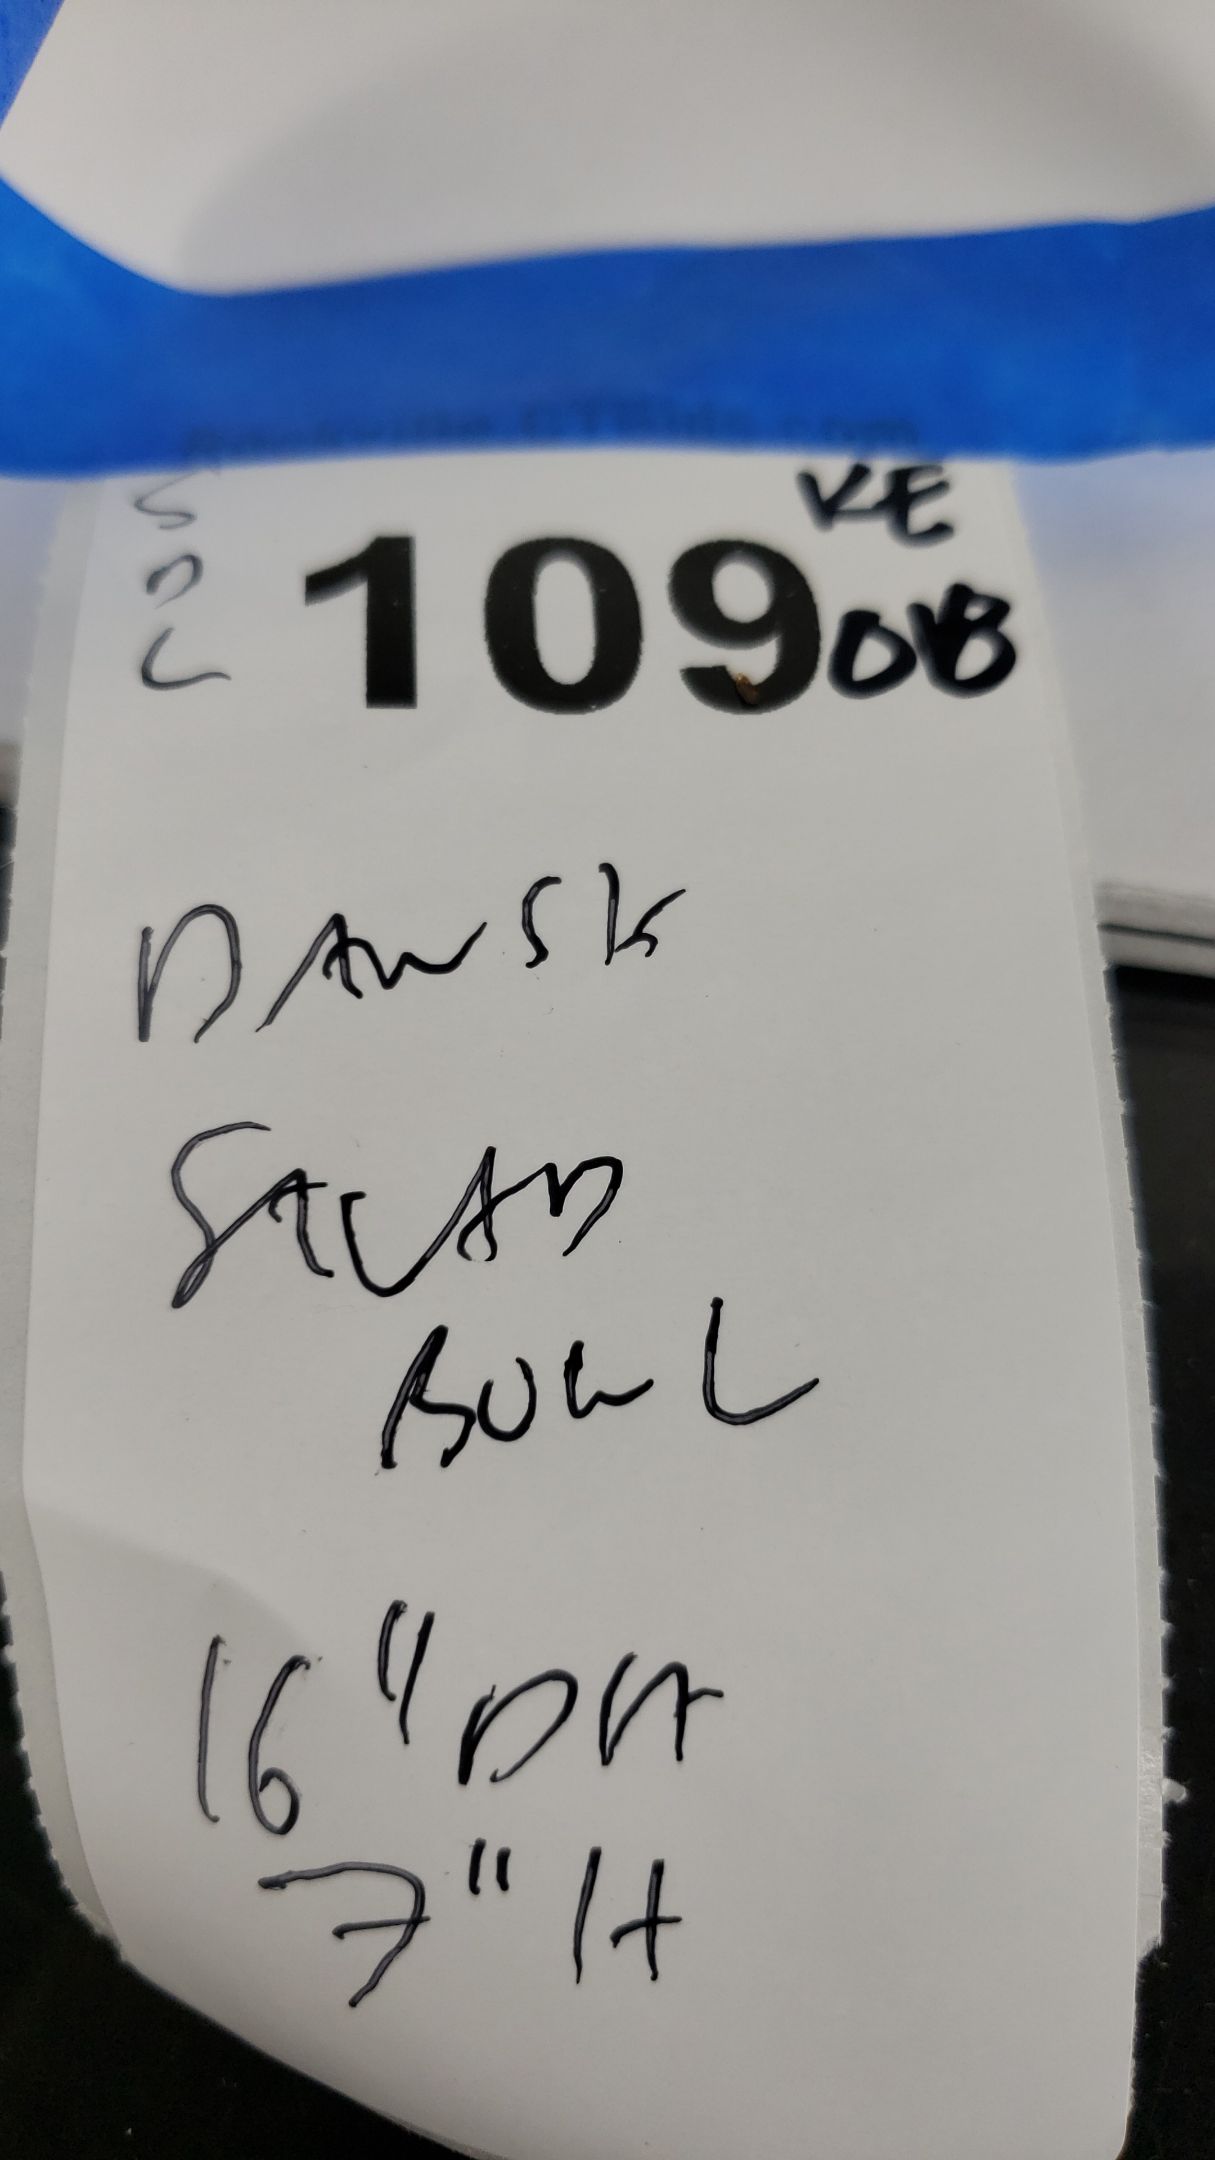 KE
S
D
L
109
OB
DANSK
SALAD
BOWL
16" DIA
7" H